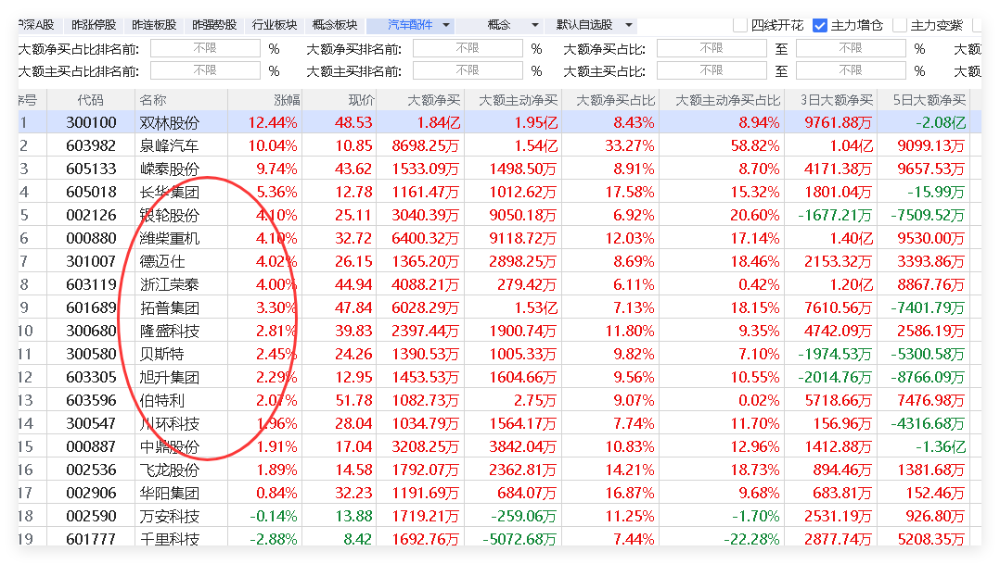 沪深A股 昨涨停股 昨连板股 昨强势股 行业板块 概念板块 汽车配件 概念 默认自选股 四线开花 主力增仓 主力变紫
大额净买占比排名前: 不限 % 大额净买排名前: 不限 % 大额净买占比: 不限 至 不限 % 大额
大额主买占比排名前: 不限 % 大额主买排名前: 不限 % 大额主买占比: 不限 至 不限 % 大额
序号 代码 名称 涨幅 现价 大额净买 大额主动净买 大额净买占比 大额主动净买占比 3日大额净买 5日大额净买
1 300100 双林股份 12.44% 48.53 1.84亿 1.95亿 8.43% 8.94% 9761.88万 -2.08亿
2 603982 泉峰汽车 10.04% 10.85 8698.25万 1.54亿 33.27% 58.82% 1.04亿 9099.13万
3 605133 嵘泰股份 9.74% 43.62 1533.09万 1498.50万 8.91% 8.70% 4171.38万 9657.53万
4 605018 长华集团 5.36% 12.78 1161.47万 1012.62万 17.58% 15.32% 1801.04万 -15.99万
5 002126 银轮股份 4.10% 25.11 3040.39万 9050.18万 6.92% 20.60% -1677.21万 -7509.52万
6 000880 潍柴重机 4.10% 32.72 6400.32万 9118.72万 12.03% 17.14% 1.40亿 9530.00万
7 301007 德迈仕 4.02% 26.15 1365.20万 2898.25万 8.69% 18.46% 2153.32万 3393.86万
8 603119 浙江荣泰 4.00% 44.94 4088.21万 279.42万 6.11% 0.42% 1.20亿 8867.76万
9 601689 拓普集团 3.30% 47.84 6028.29万 1.53亿 7.13% 18.15% 7610.56万 -7401.79万
10 300680 隆盛科技 2.81% 39.83 2397.44万 1900.74万 11.80% 9.35% 4742.09万 2586.19万
11 300580 贝斯特 2.45% 24.26 1390.53万 1005.33万 9.82% 7.10% -1974.53万 -5300.58万
12 603305 旭升集团 2.29% 12.95 1453.53万 1604.66万 9.56% 10.55% -2014.76万 -8766.09万
13 603596 伯特利 2.07% 51.78 1082.73万 2.75万 9.07% 0.02% 5718.66万 7476.98万
14 300547 川环科技 1.96% 28.04 1034.79万 1564.17万 7.74% 11.70% 156.96万 -4316.68万
15 000887 中鼎股份 1.91% 17.04 3208.25万 3842.04万 10.83% 12.96% 1412.88万 -1.36亿
16 002536 飞龙股份 1.89% 14.58 1792.07万 2362.81万 14.21% 18.73% 894.46万 1381.68万
17 002906 华阳集团 0.84% 32.23 1191.69万 684.07万 16.87% 9.68% 683.81万 152.46万
18 002590 万安科技 -0.14% 13.88 1719.21万 -259.06万 11.25% -1.70% 2531.19万 926.80万
19 601777 千里科技 -2.88% 8.42 1692.76万 -5072.68万 7.44% -22.28% 2877.74万 5208.35万